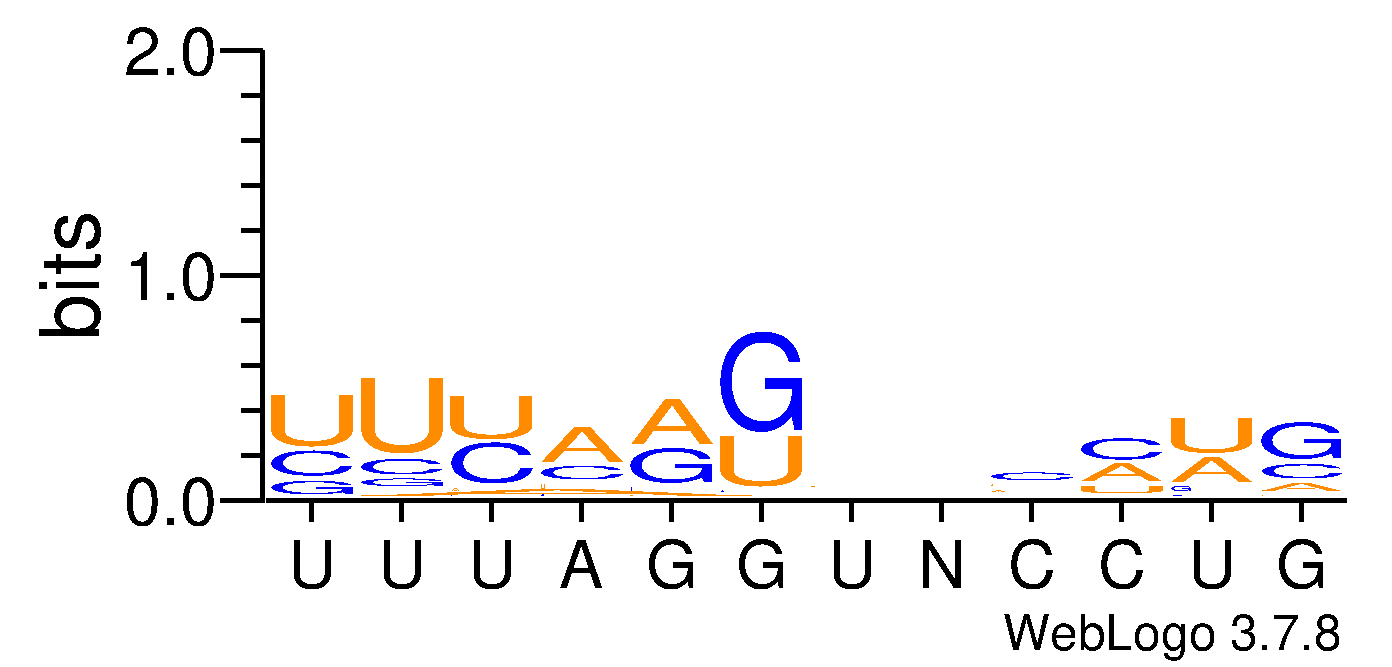 2.0
bits
1.0
0.0
U U U A A G C U G
C C C C G U C A A C
G G U G A
U U U A G G U N C C U G
WebLogo 3.7.8